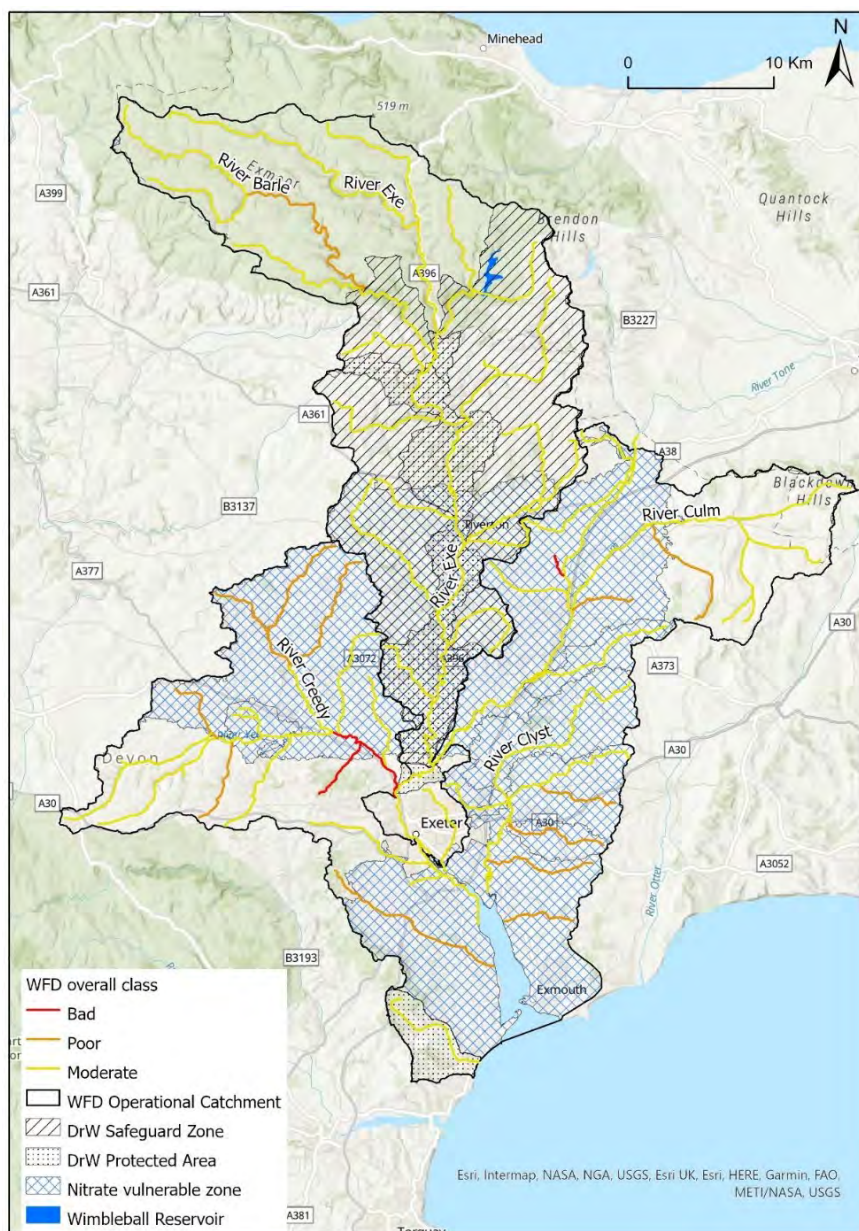 Minehead
N
0 10 Km
519 m
A399
River Barle
Exmoor
River Exe
Quantock
Hills
Brendon
Hills
A396
A361
B3227
River Tone
A361
A38
Blackdown
Hills
River Culm
B3137
Tiverton
A377
River Exe
A30
River Creedy
A3072
A396
A373
River Yeo
Devon
River Clyst
A30
A30
Exeter
A30
A3052
River Otter
B3193
Exmouth
WFD overall class
Bad
Poor
Moderate
WFD Operational Catchment
DrW Safeguard Zone
DrW Protected Area
Nitrate vulnerable zone
Wimbleball Reservoir
Esri, Intermap, NASA, NGA, USGS, Esri UK, Esri, HERE, Garmin, FAO,
METI/NASA, USGS
A381
Torquay